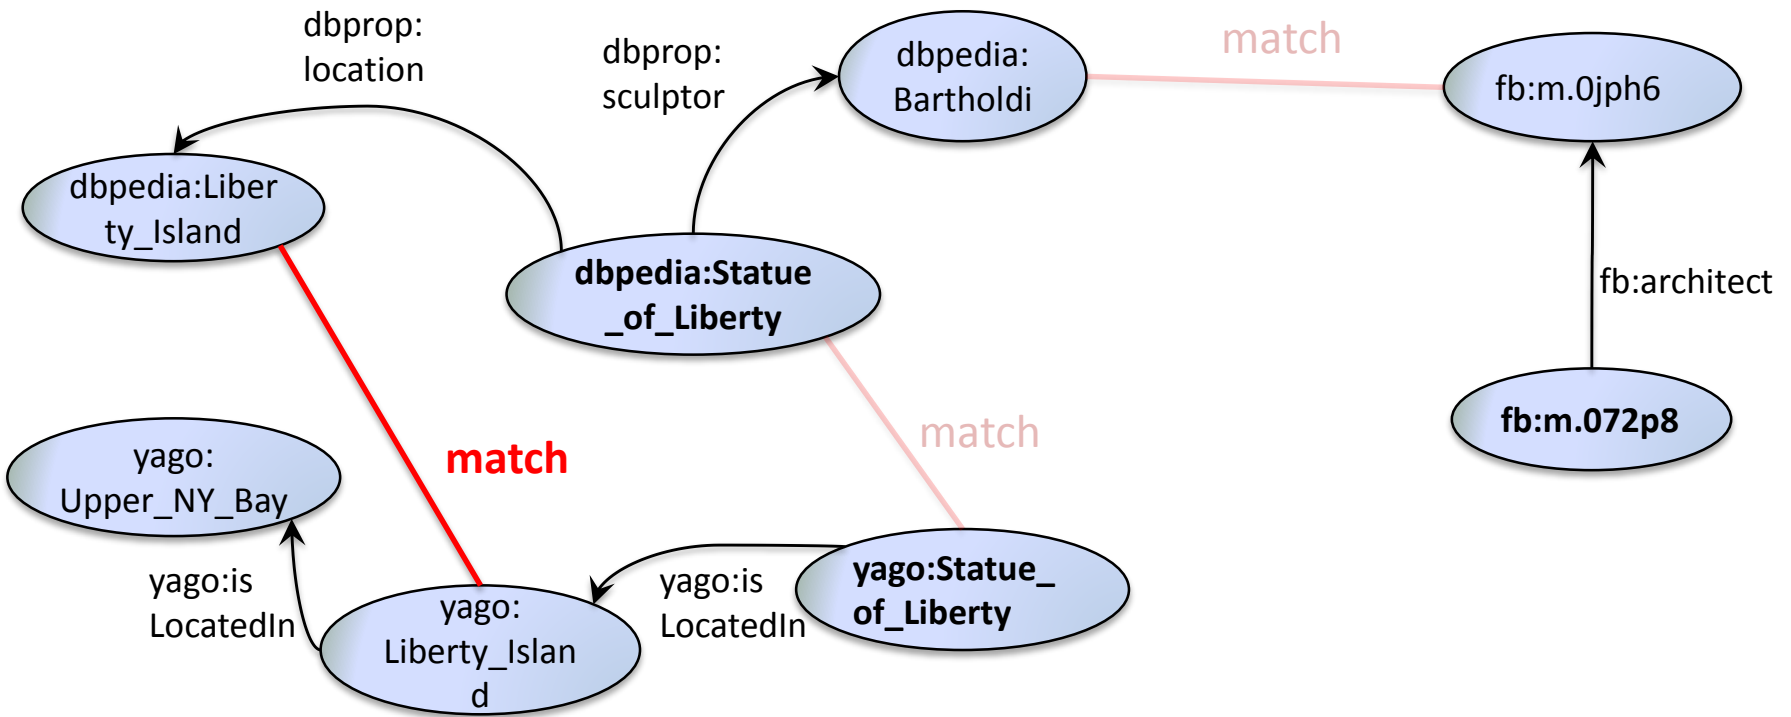 dbprop:
location
dbprop:
sculptor
dbpedia:
Bartholdi
match
fb:m.0jph6
dbpedia:Liber
ty_Island
dbpedia:Statue
_of_Liberty
fb:architect
fb:m.072p8
match
match
yago:
Upper_NY_Bay
yago:is
LocatedIn
yago:
Liberty_Islan
d
yago:is
LocatedIn
yago:Statue_
of_Liberty